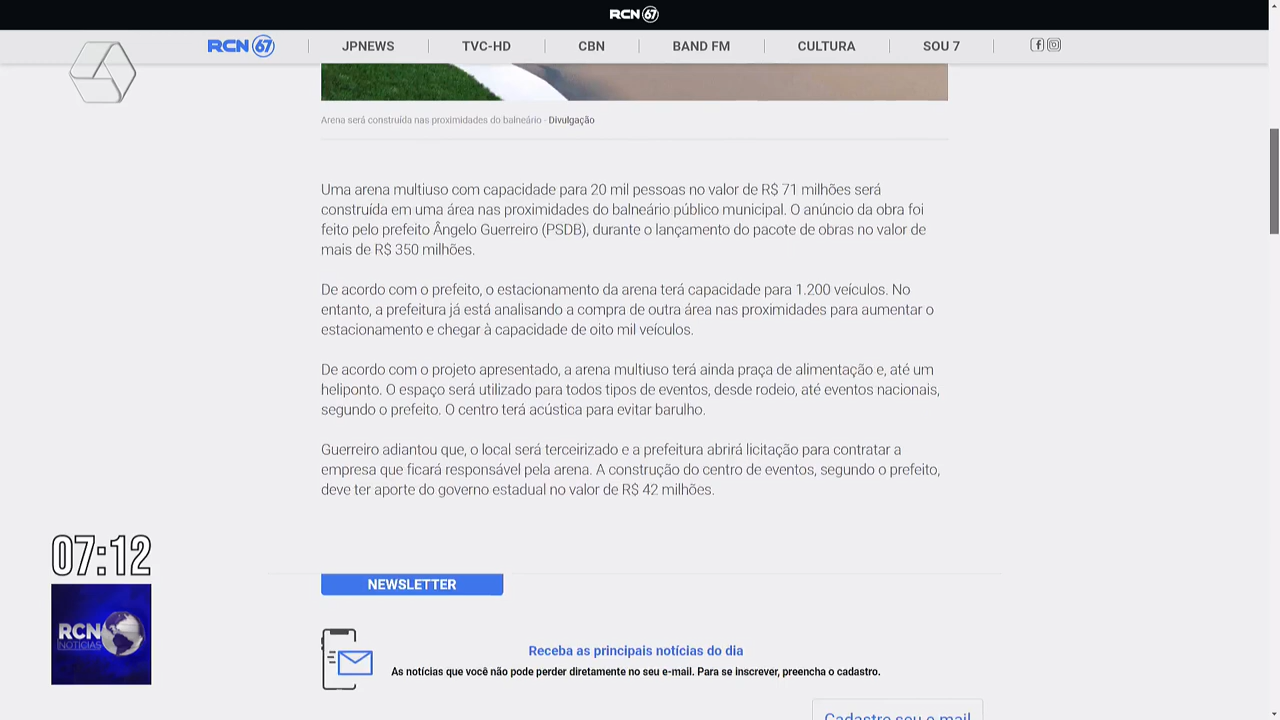 RCN 67
RCN 67
JPNEWS
TVC-HD
CBN
BAND FM
CULTURA
SOU 7
Arena será construída nas proximidades do balneário - Divulgação
Uma arena multiuso com capacidade para 20 mil pessoas no valor de R$ 71 milhões será
construída em uma área nas proximidades do balneário público municipal. O anúncio da obra foi
feito pelo prefeito Ângelo Guerreiro (PSDB), durante o lançamento do pacote de obras no valor de
mais de R$ 350 milhões.
De acordo com o prefeito, o estacionamento da arena terá capacidade para 1.200 veículos. No
entanto, a prefeitura já está analisando a compra de outra área nas proximidades para aumentar o
estacionamento e chegar à capacidade de oito mil veículos.
De acordo com o projeto apresentado, a arena multiuso terá ainda praça de alimentação e, até um
heliponto. O espaço será utilizado para todos tipos de eventos, desde rodeio, até eventos nacionais,
segundo o prefeito. O centro terá acústica para evitar barulho.
Guerreiro adiantou que, o local será terceirizado e a prefeitura abrirá licitação para contratar a
empresa que ficará responsável pela arena. A construção do centro de eventos, segundo o prefeito,
deve ter aporte do governo estadual no valor de R$ 42 milhões.
07:12
RCN
NOTÍCIAS
NEWSLETTER
Receba as principais notícias do dia
As notícias que você não pode perder diretamente no seu e-mail. Para se inscrever, preencha o cadastro.
Cadastre seu e-mail